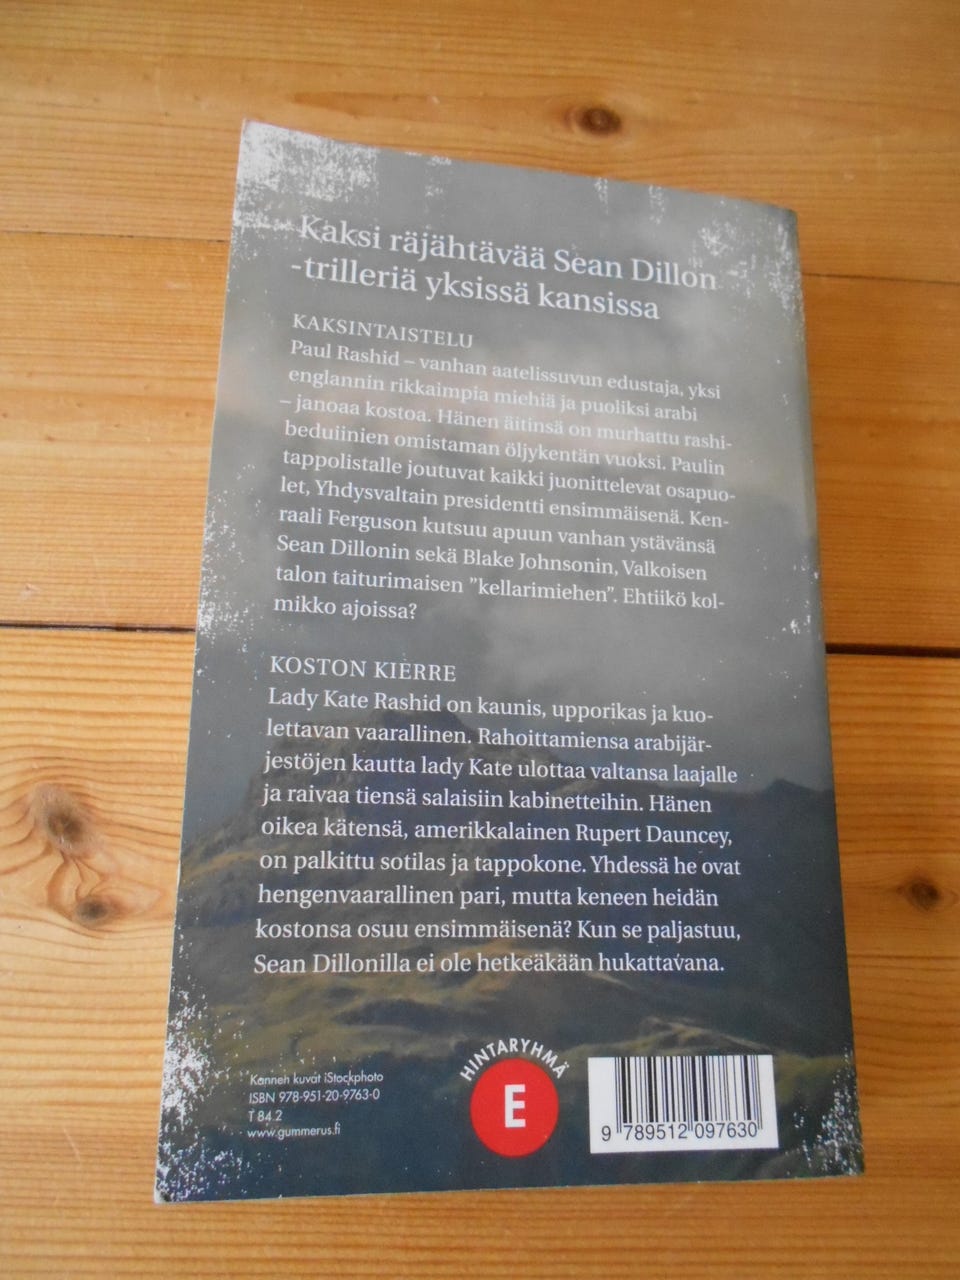 Kaksi räjähtävää Sean Dillon
-trilleriä yksissä kansissa
KAKSINTAISTELU
Paul Rashid – vanhan aatelissuvun edustaja, yksi
englannin rikkaimpia miehiä ja puoliksi arabi
– janoaa kostoa. Hänen äitinsä on murhattu rashi-
beduiinien omistaman öljykentän vuoksi. Paulin
tappolistalle joutuvat kaikki juonittelevat osapuo-
let, Yhdysvaltain presidentti ensimmäisenä. Ken-
raali Ferguson kutsuu apuun vanhan ystävänsä
Sean Dillonin sekä Blake Johnsonin, Valkoisen
talon taiturimaisen ”kellarimiehen”. Ehtiikö kol-
mikko ajoissa?
KOSTON KIERRE
Lady Kate Rashid on kaunis, upporikas ja kuo-
lettavan vaarallinen. Rahoittamiensa arabijär-
jestöjen kautta lady Kate ulottaa valtansa laajalle
ja raivaa tiensä salaisiin kabinetteihin. Hänen
oikea kätensä, amerikkalainen Rupert Dauncey,
on palkittu sotilas ja tappokone. Yhdessä he ovat
hengenvaarallinen pari, mutta keneen heidän
kostonsa osuu ensimmäisenä? Kun se paljastuu,
Sean Dillonilla ei ole hetkeäkään hukattavana.
Kanneh kuvat iStockphoto
ISBN 978-951-20-9763-0
T 84.2
www.gummerus.fi
HINTARYHMÄ
E
9 789512 097630